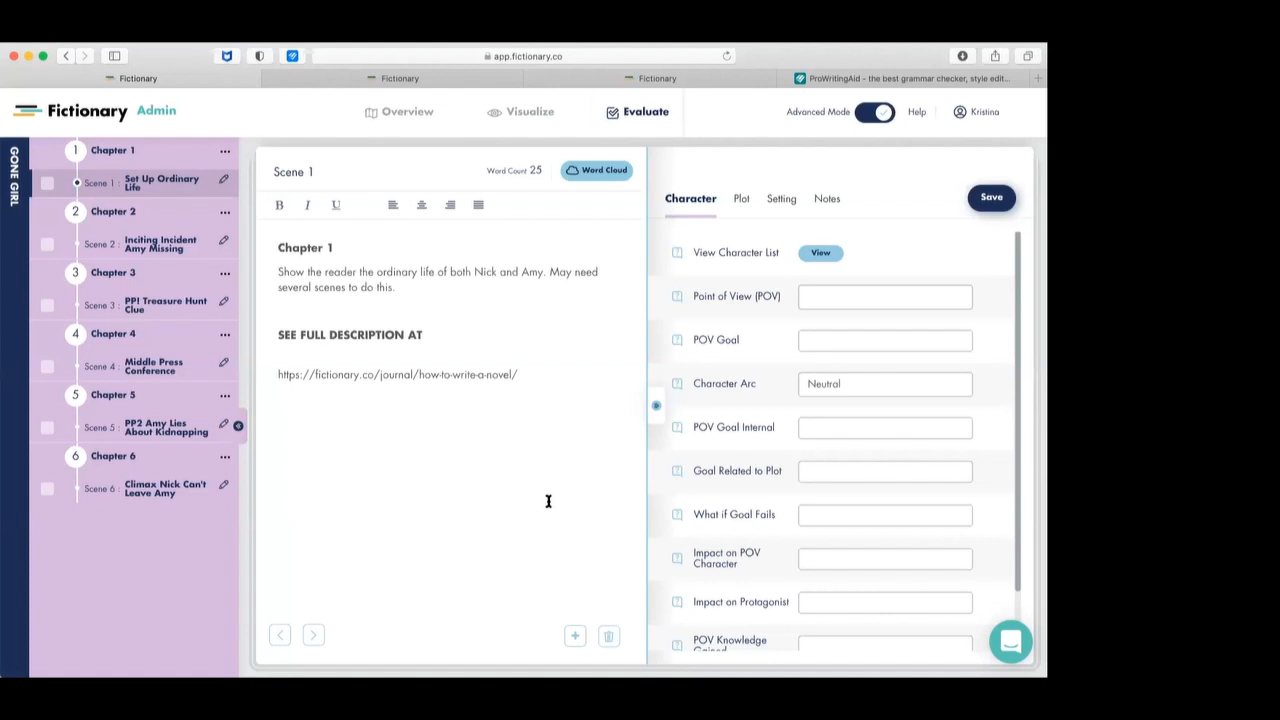 app.fictionary.co
Fictionary
Fictionary
Fictionary
ProWritingAid - the best grammar checker, style edit...
Fictionary Admin
Overview
Visualize
Evaluate
Advanced Mode
Help
Kristina
GONE GIRL
1 Chapter 1
Scene 1 : Set Up Ordinary
Life
2 Chapter 2
Scene 2 : Inciting Incident
Amy Missing
3 Chapter 3
Scene 3 : PP1 Treasure Hunt
Clue
4 Chapter 4
Scene 4 : Middle Press
Conference
5 Chapter 5
Scene 5 : PP2 Amy Lies
About Kidnapping
6 Chapter 6
Scene 6 : Climax Nick Can't
Leave Amy
Scene 1
Word Count 25
Word Cloud
B I U
Chapter 1
Show the reader the ordinary life of both Nick and Amy. May need
several scenes to do this.
SEE FULL DESCRIPTION AT
https://fictionary.co/journal/how-to-write-a-novel/
Character
Plot
Setting
Notes
Save
View Character List
View
Point of View (POV)
POV Goal
Character Arc
Neutral
POV Goal Internal
Goal Related to Plot
What if Goal Fails
Impact on POV
Character
Impact on Protagonist
POV Knowledge
Gained